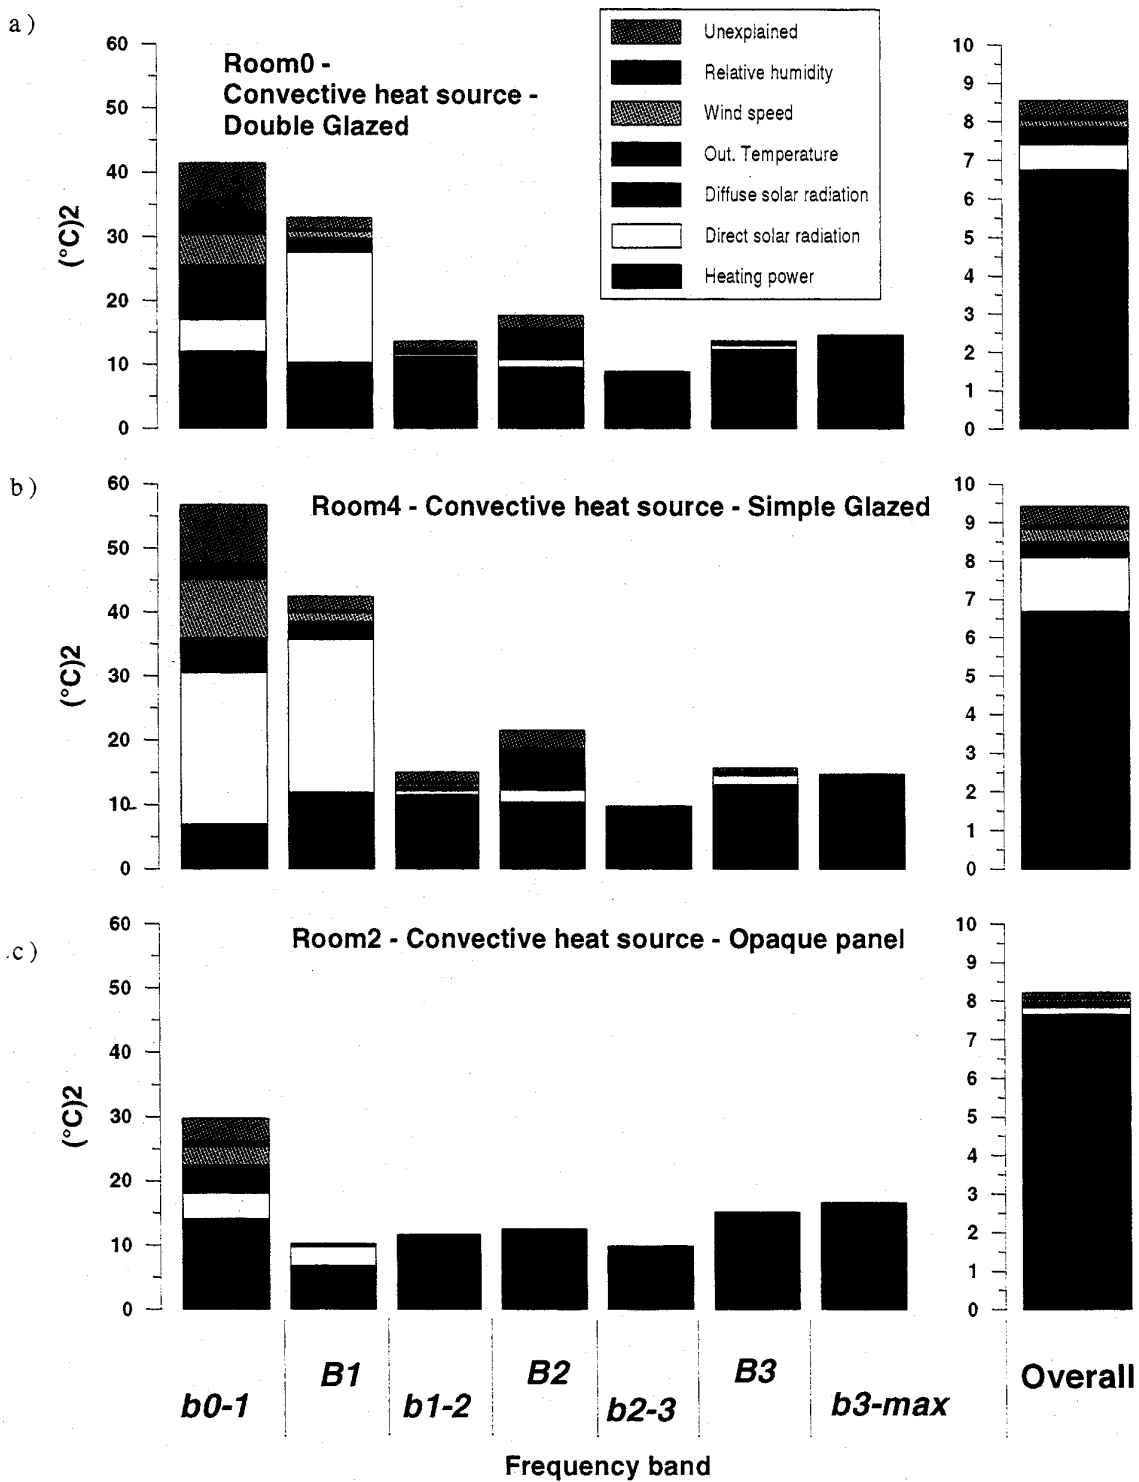 a)
Room0 -
Convective heat source -
Double Glazed
Unexplained
Relative humidity
Wind speed
Out. Temperature
Diffuse solar radiation
Direct solar radiation
Heating power
60
50
40
30
20
10
0
(°C)2
10
9
8
7
6
5
4
3
2
1
0
b)
Room4 - Convective heat source - Simple Glazed
60
50
40
30
20
10
0
(°C)2
10
9
8
7
6
5
4
3
2
1
0
c)
Room2 - Convective heat source - Opaque panel
60
50
40
30
20
10
0
(°C)2
10
9
8
7
6
5
4
3
2
1
0
b0-1
B1
b1-2
B2
b2-3
B3
b3-max
Overall
Frequency band